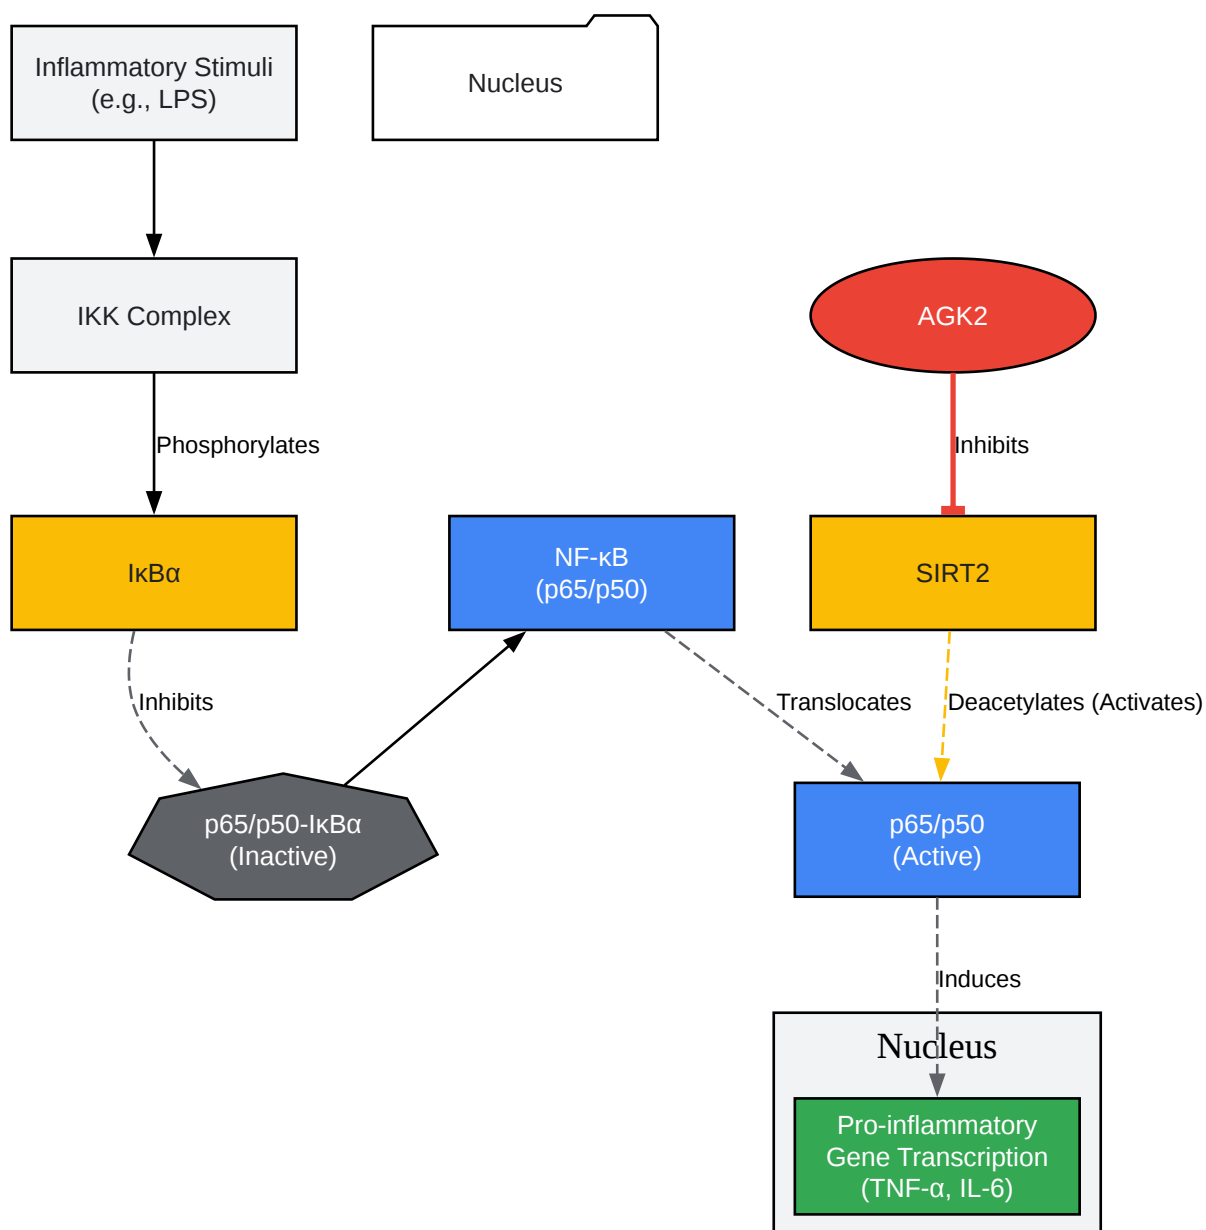 Inflammatory Stimuli
(e.g., LPS)
Nucleus
IKK Complex
AGK2
Phosphorylates
Inhibits
IκBα
NF-κB
(p65/p50)
SIRT2
Inhibits
Translocates
Deacetylates (Activates)
p65/p50-IκBα
(Inactive)
p65/p50
(Active)
Induces
Nucleus
Pro-inflammatory
Gene Transcription
(TNF-α, IL-6)